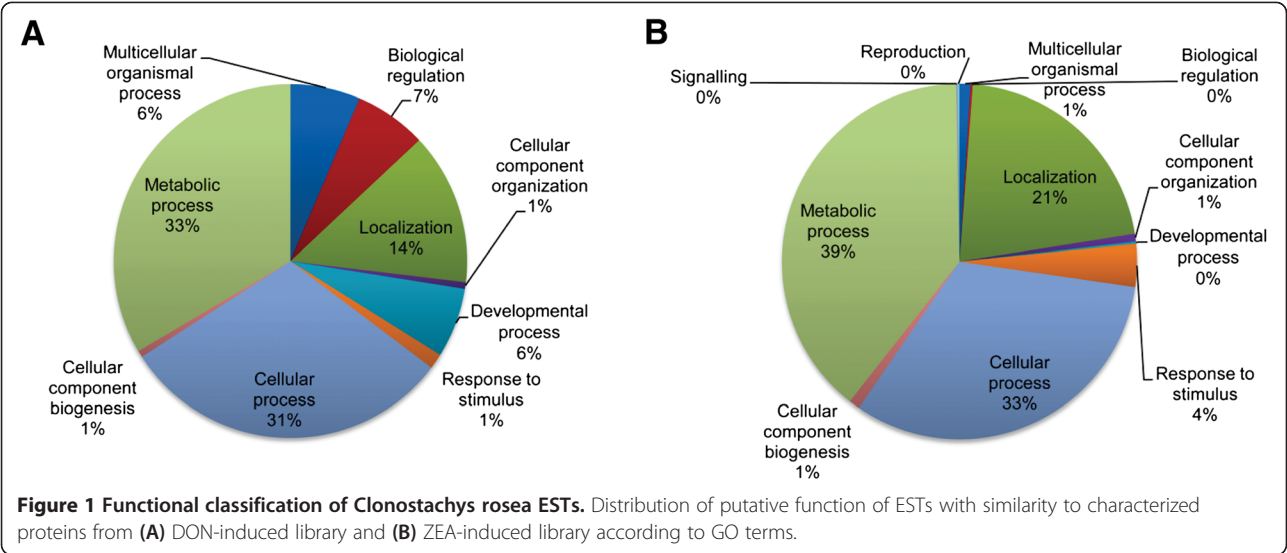 A
Multicellular
organismal
process
6%
Biological
regulation
7%
Cellular
component
organization
1%
Localization
14%
Developmental
process
6%
Response to
stimulus
1%
Cellular
process
31%
Cellular
component
biogenesis
1%
Metabolic
process
33%
B
Signalling
0%
Reproduction
0%
Multicellular
organismal
process
1%
Biological
regulation
0%
Cellular
component
organization
1%
Localization
21%
Developmental
process
0%
Response to
stimulus
4%
Cellular
process
33%
Cellular
component
biogenesis
1%
Metabolic
process
39%
Figure 1 Functional classification of Clonostachys rosea ESTs. Distribution of putative function of ESTs with similarity to characterized
proteins from (A) DON-induced library and (B) ZEA-induced library according to GO terms.